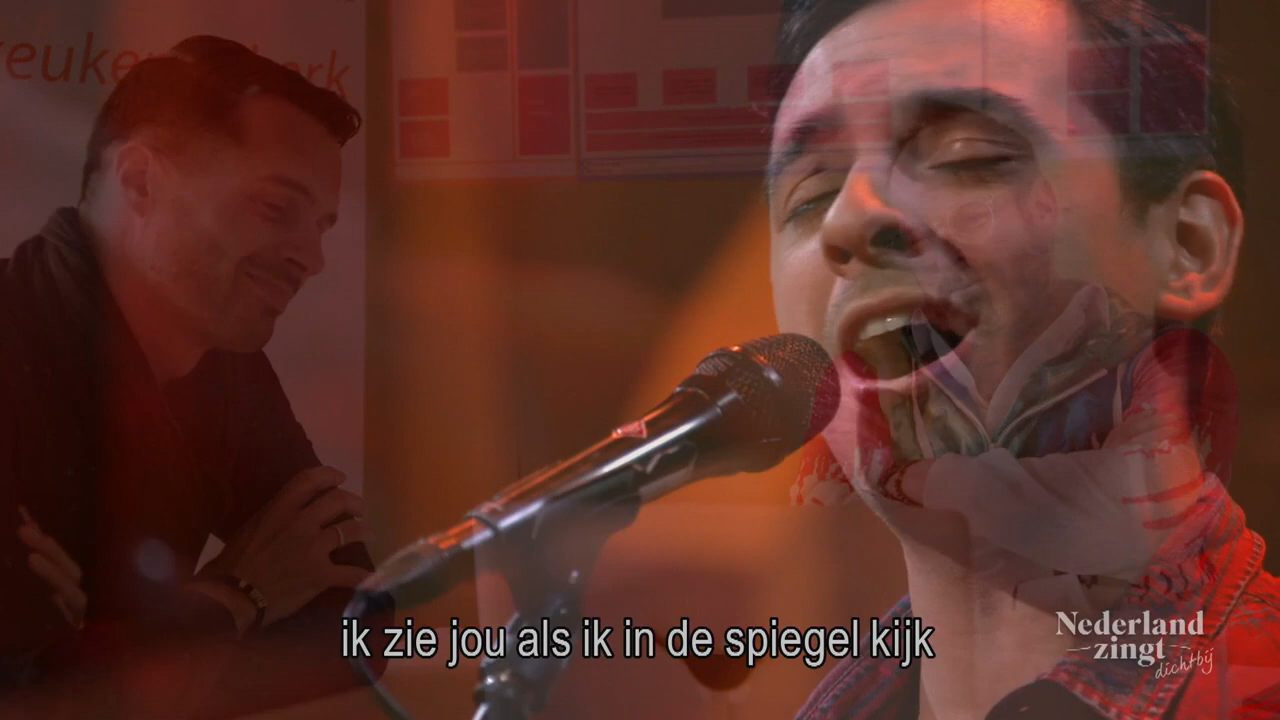 ik zie jou als ik in de spiegel kijk
Nederland
zingt
dichtbij